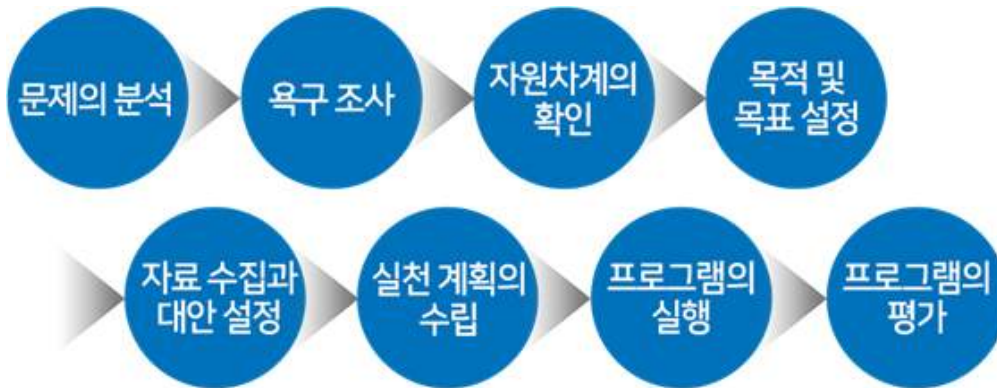 문제의 분석
욕구 조사
자원차계의
확인
목적 및
목표 설정
자료 수집과
대안 설정
실천 계획의
수립
프로그램의
실행
프로그램의
평가